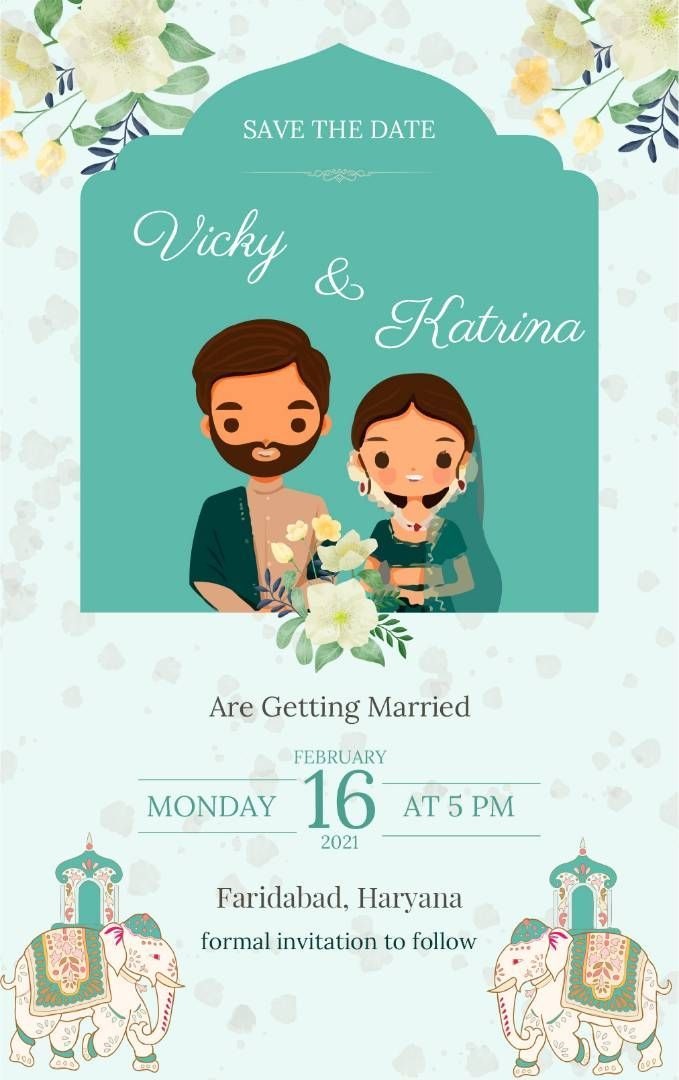 SAVE THE DATE
Vicky
&
Katrina
Are Getting Married
FEBRUARY
MONDAY 16 AT 5 PM
2021
Faridabad, Haryana
formal invitation to follow